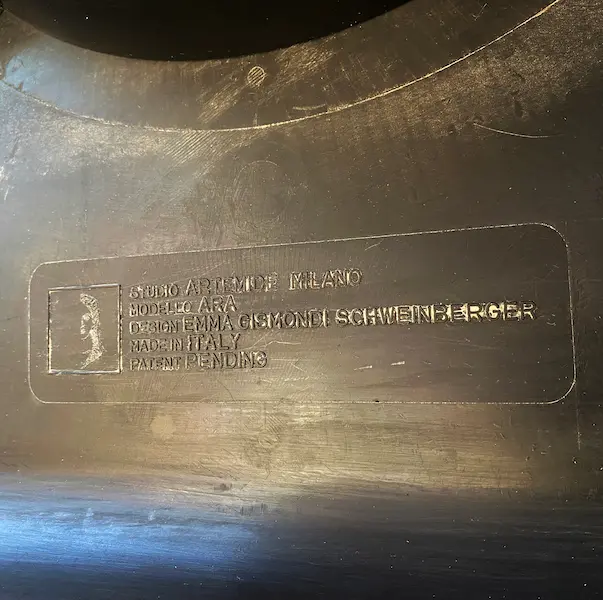 STUDIO ARTEMIDE MILANO
MODELLO ARA
DESIGN EMMA GISMONDI SCHWEINBERGER
MADE IN ITALY
PATENT PENDING